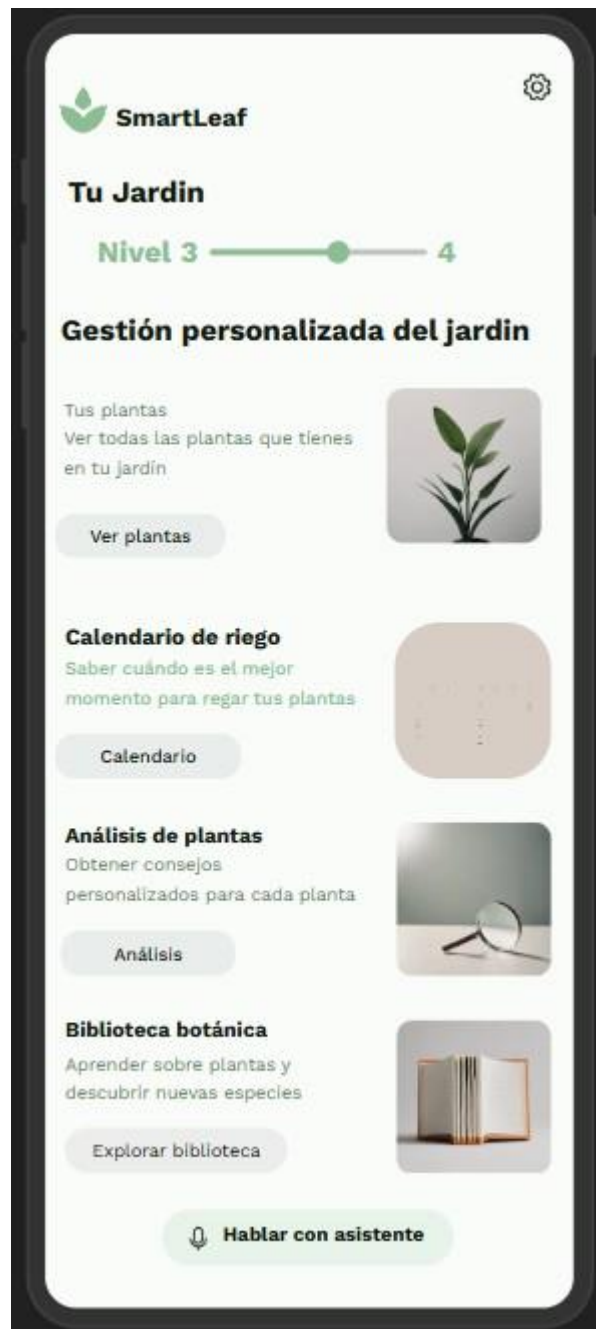 SmartLeaf
Tu Jardin
Nivel 3 4
Gestión personalizada del jardin
Tus plantas
Ver todas las plantas que tienes
en tu jardín
Ver plantas
Calendario de riego
Saber cuándo es el mejor
momento para regar tus plantas
Calendario
Análisis de plantas
Obtener consejos
personalizados para cada planta
Análisis
Biblioteca botánica
Aprender sobre plantas y
descubrir nuevas especies
Explorar biblioteca
Hablar con asistente